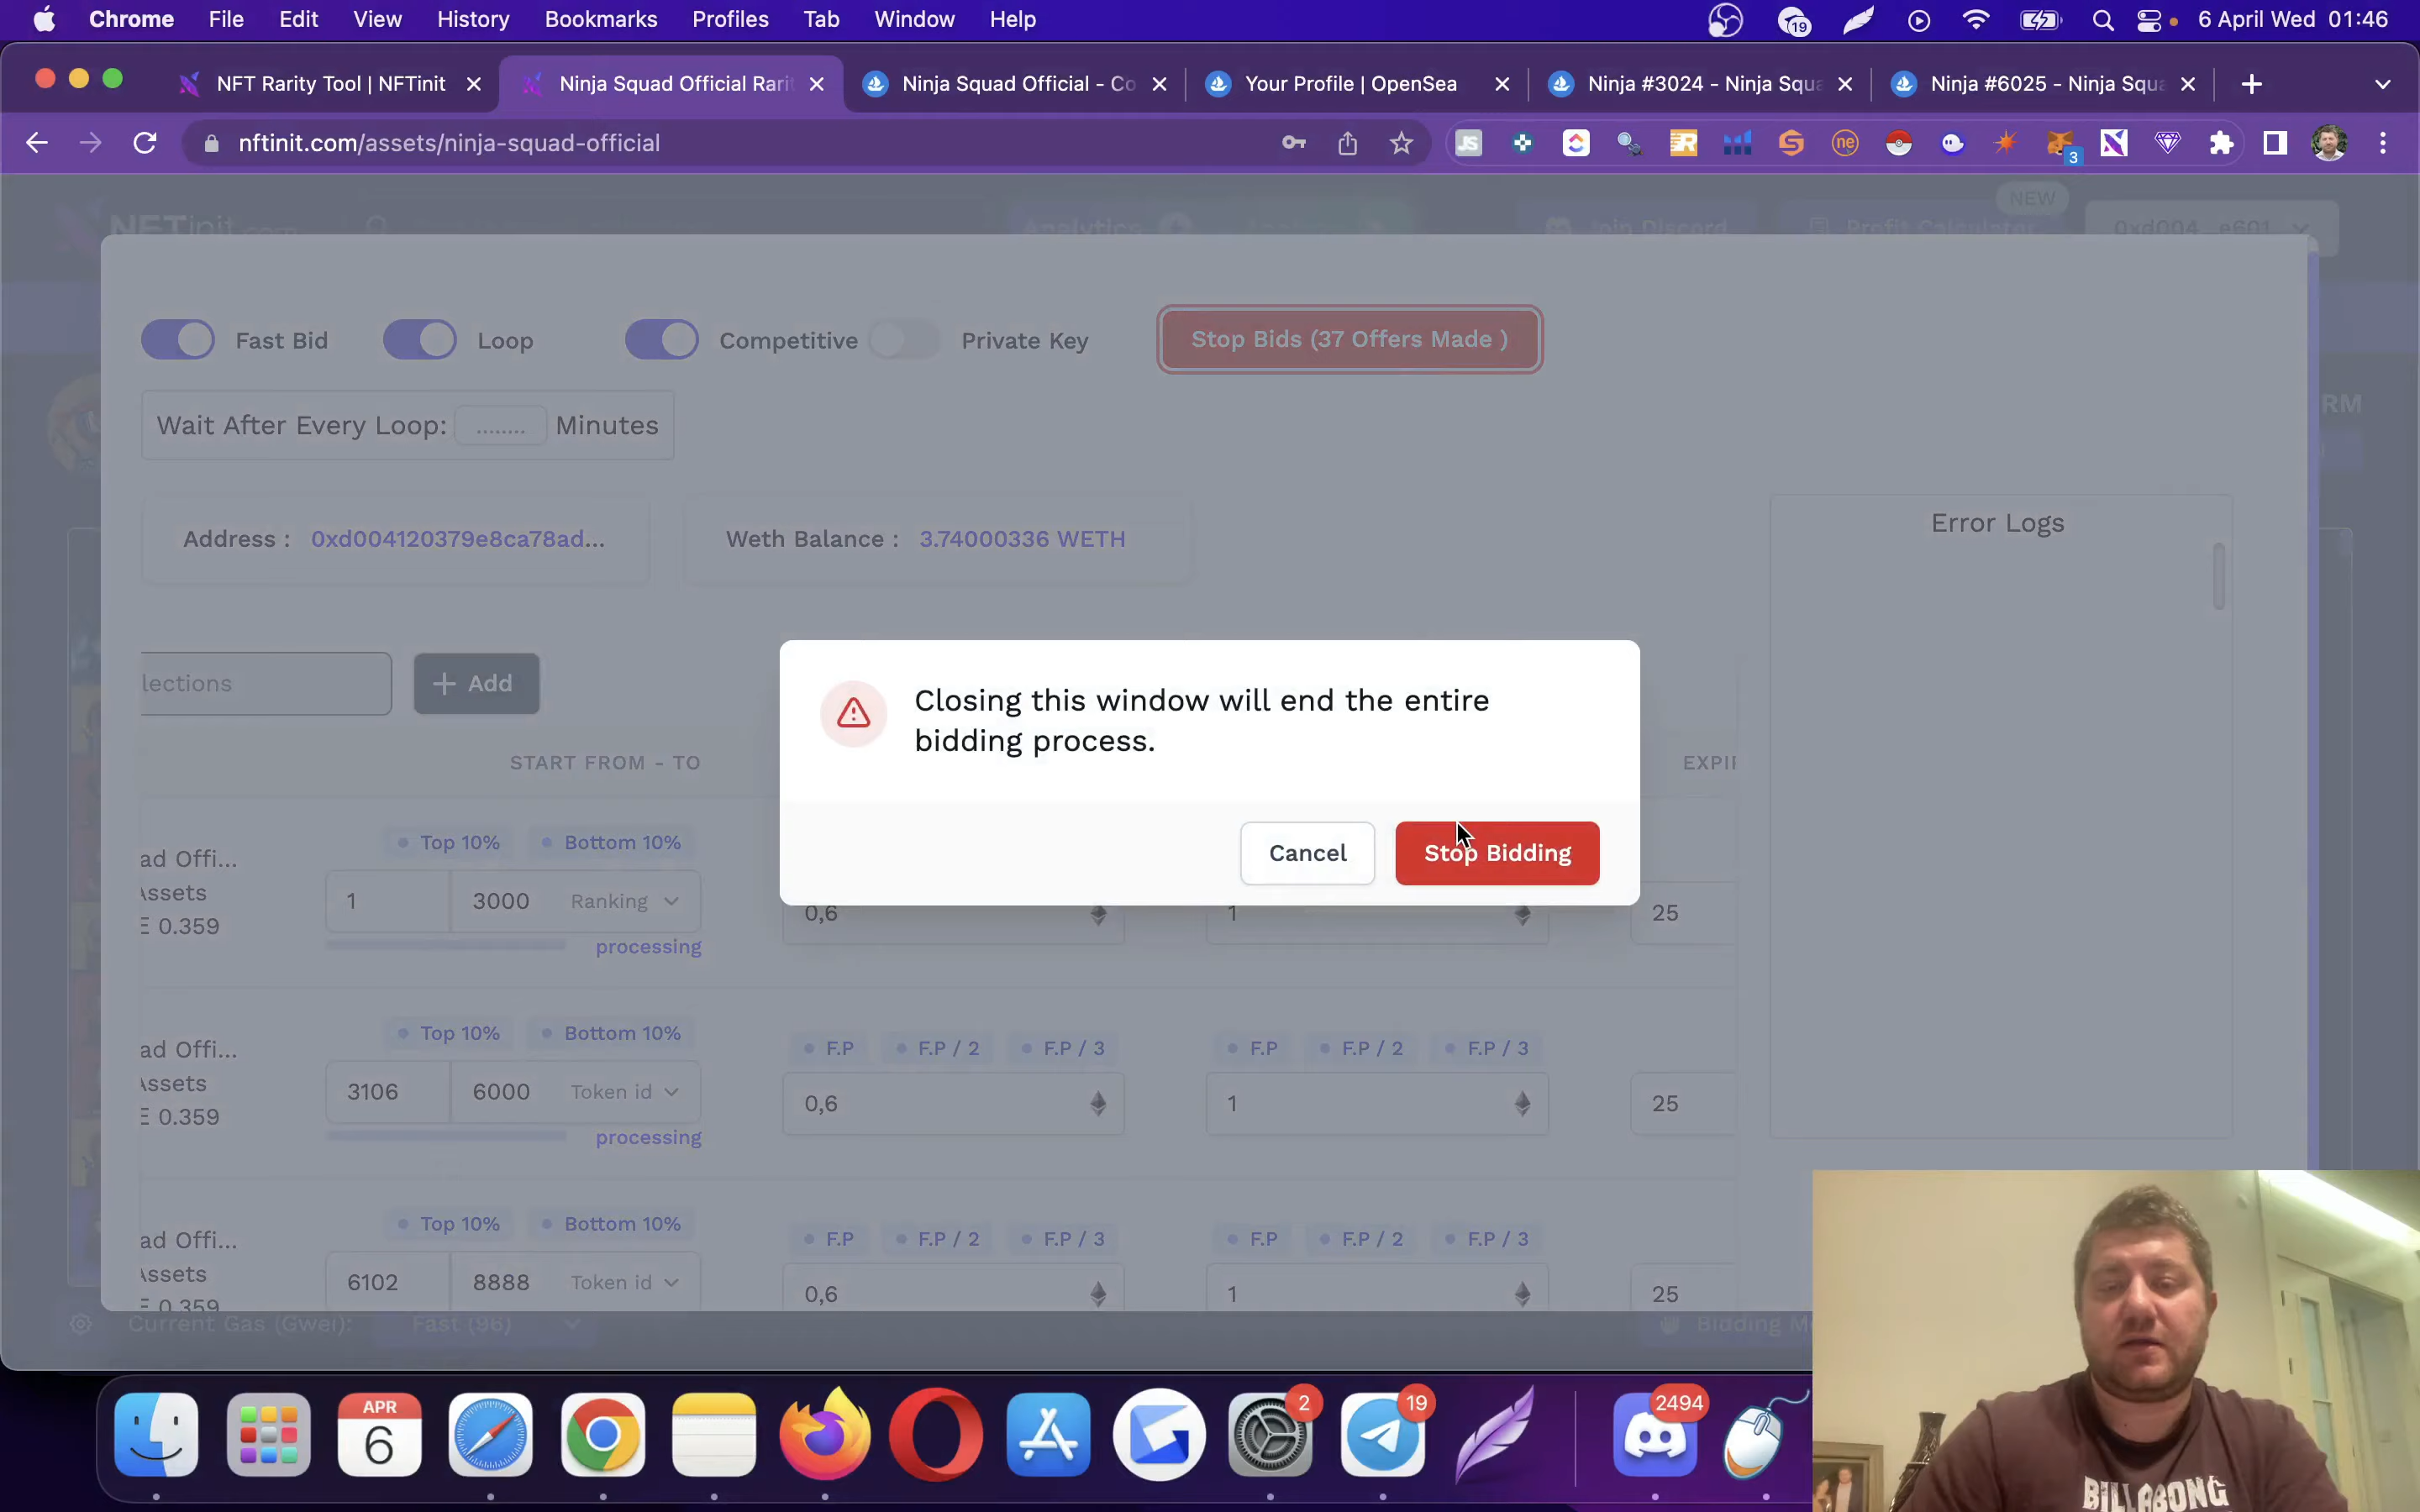 Chrome File Edit View History Bookmarks Profiles Tab Window Help
19
6 April Wed 01:46
NFT Rarity Tool | NFTinit
Ninja Squad Official Rari
Ninja Squad Official - Co
Your Profile | OpenSea
Ninja #3024 - Ninja Squa
Ninja #6025 - Ninja Squa
nftinit.com/assets/ninja-squad-official
JS
R
ne
3
NFTinit.com
Analytics
Join Discord
Profit Calculator
NEW
0xd004...e601
Fast Bid
Loop
Competitive
Private Key
Stop Bids (37 Offers Made )
RM
Wait After Every Loop: ........ Minutes
Address : 0xd004120379e8ca78ad...
Weth Balance : 3.74000336 WETH
Error Logs
lections
+ Add
Closing this window will end the entire
bidding process.
Cancel
Stop Bidding
START FROM - TO
EXPII
ad Offi...
Assets
E 0.359
Top 10% Bottom 10%
1 3000 Ranking
processing
0,6
1
25
ad Offi...
Assets
E 0.359
Top 10% Bottom 10%
3106 6000 Token id
processing
F.P F.P / 2 F.P / 3
0,6
F.P F.P / 2 F.P / 3
1
25
ad Offi...
Assets
E 0.359
Top 10% Bottom 10%
6102 8888 Token id
F.P F.P / 2 F.P / 3
0,6
F.P F.P / 2 F.P / 3
1
25
Current Gas (Gwei): Fast (96)
Bidding M
APR
6
2
19
2494
BILLABONG